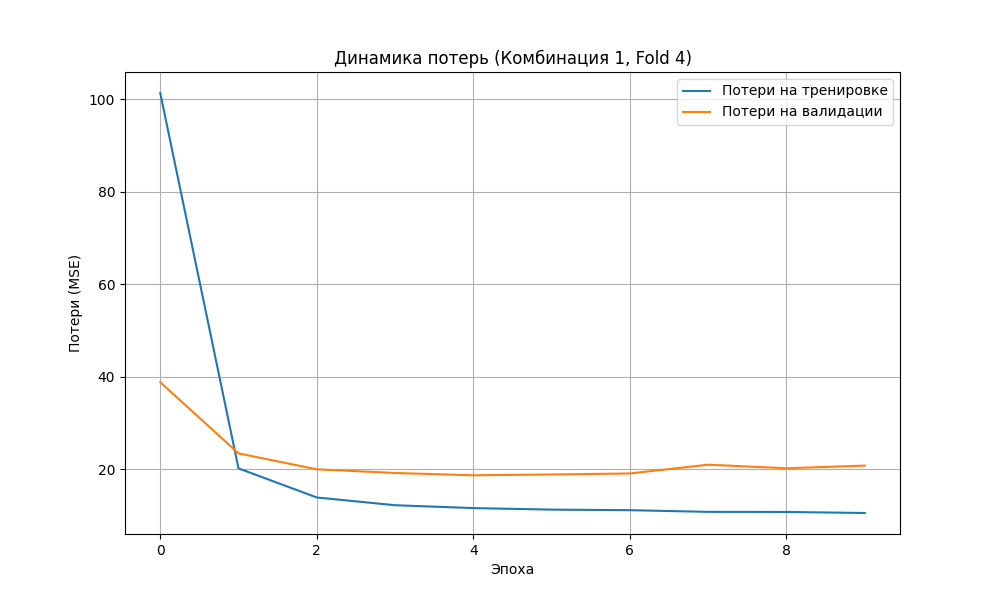 Динамика потерь (Комбинация 1, Fold 4)
Потери на тренировке
Потери на валидации
Потери (MSE)
100
80
60
40
20
0 2 4 6 8
Эпоха